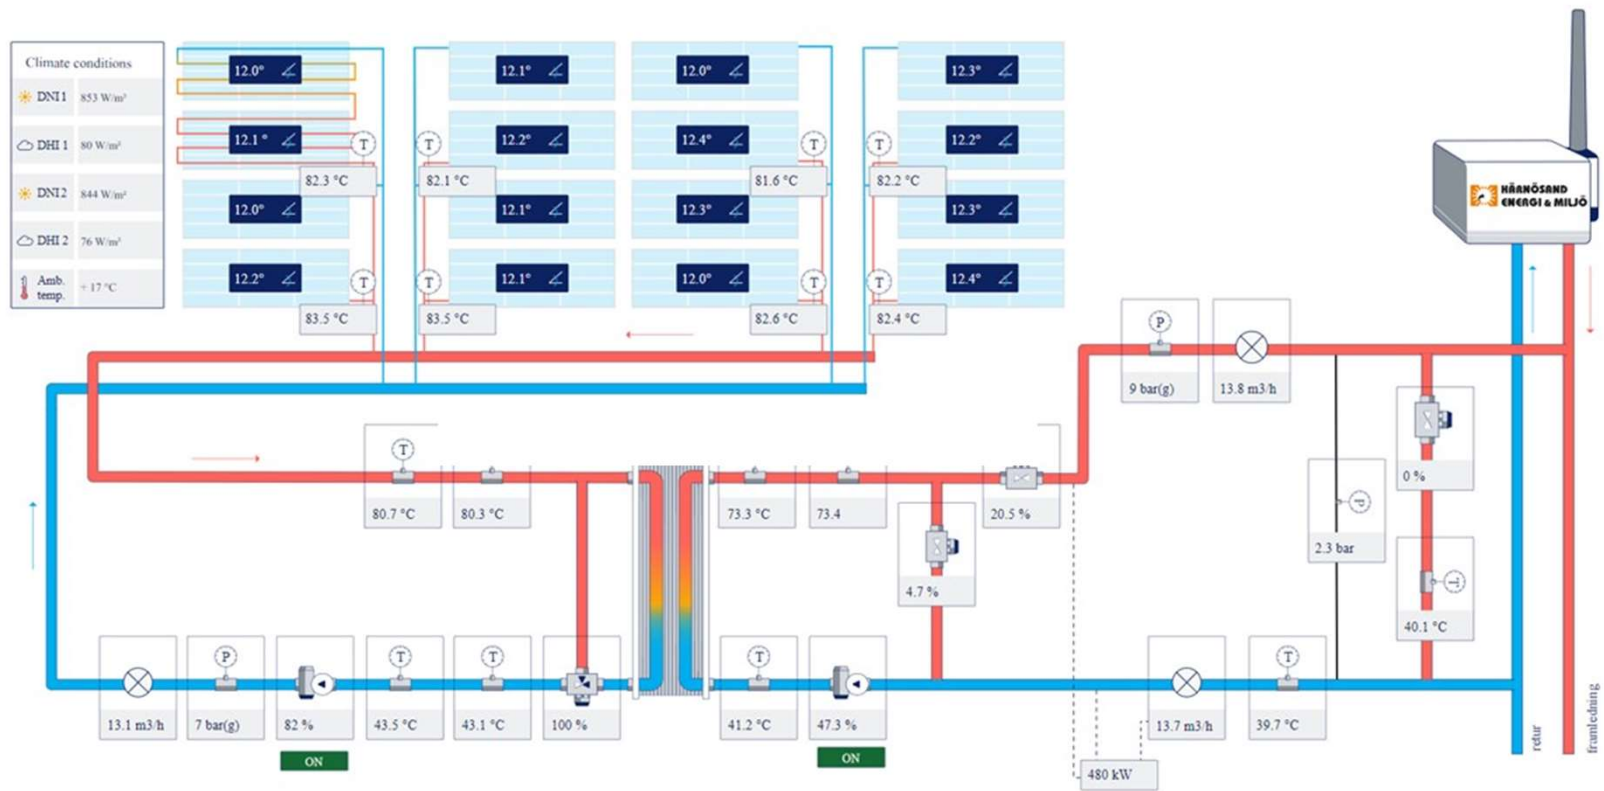 Climate conditions
DNI 1 853 W/m²
DHI 1 80 W/m²
DNI 2 844 W/m²
DHI 2 76 W/m²
Amb. temp. + 17 °C
12.0° 12.1° 12.0° 12.3°
12.1 ° 12.2° 12.4° 12.2°
T T T T
82.3 °C 82.1 °C 81.6 °C 82.2 °C
12.0° 12.1° 12.3° 12.3°
12.2° 12.1° 12.0° 12.4°
T T T T
83.5 °C 83.5 °C 82.6 °C 82.4 °C
HÄRNÖSAND
ENERGI & MILJÖ
P
9 bar(g) 13.8 m3/h
T
80.7 °C 80.3 °C 73.3 °C 73.4 20.5 %
0 %
P
2.3 bar
4.7 %
T
40.1 °C
P T T T T
13.1 m3/h 7 bar(g) 82 % 43.5 °C 43.1 °C 100 % 41.2 °C 47.3 % 13.7 m3/h 39.7 °C
ON ON
480 kW
retur
framledning